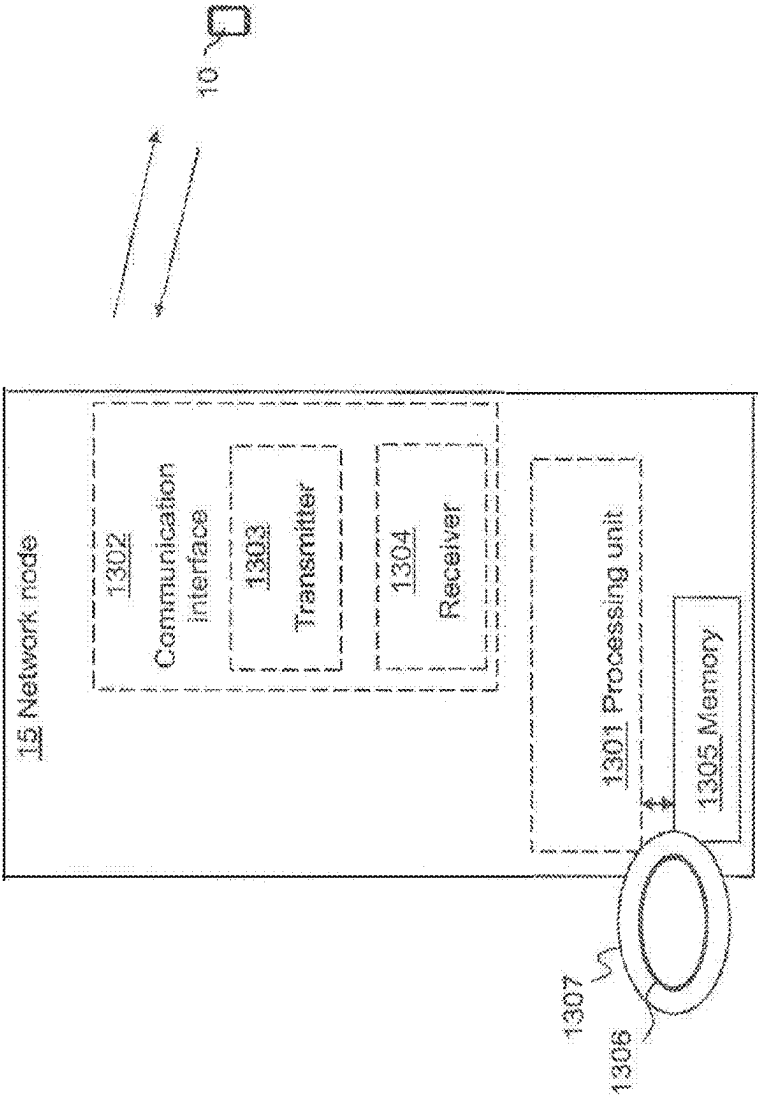 15 Network node
1302
Communication
interface
1303
Transmitter
1304
Receiver
1301 Processing unit
1305 Memory
1307
1306
10